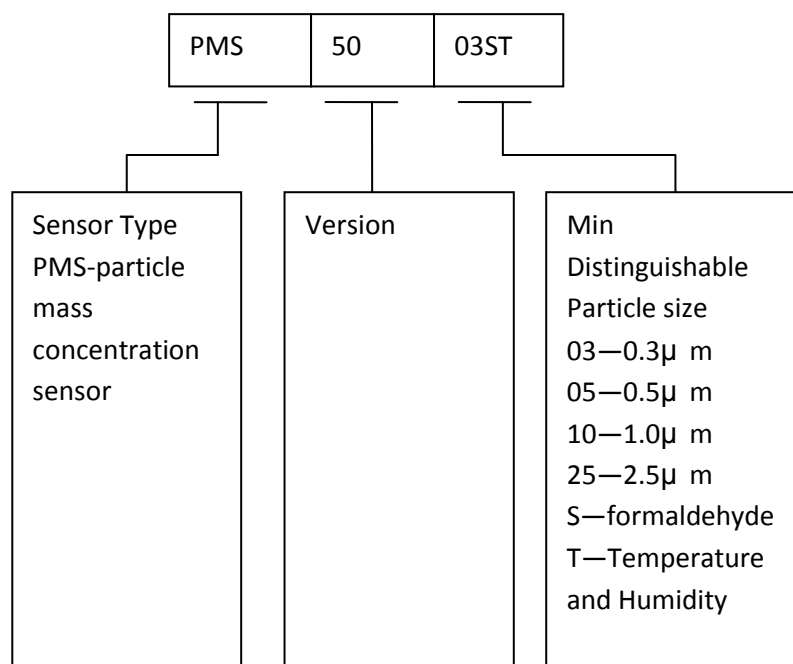 PMS 50 03ST
Sensor Type
PMS-particle
mass
concentration
sensor
Version
Min
Distinguishable
Particle size
03—0.3μ m
05—0.5μ m
10—1.0μ m
25—2.5μ m
S—formaldehyde
T—Temperature
and Humidity